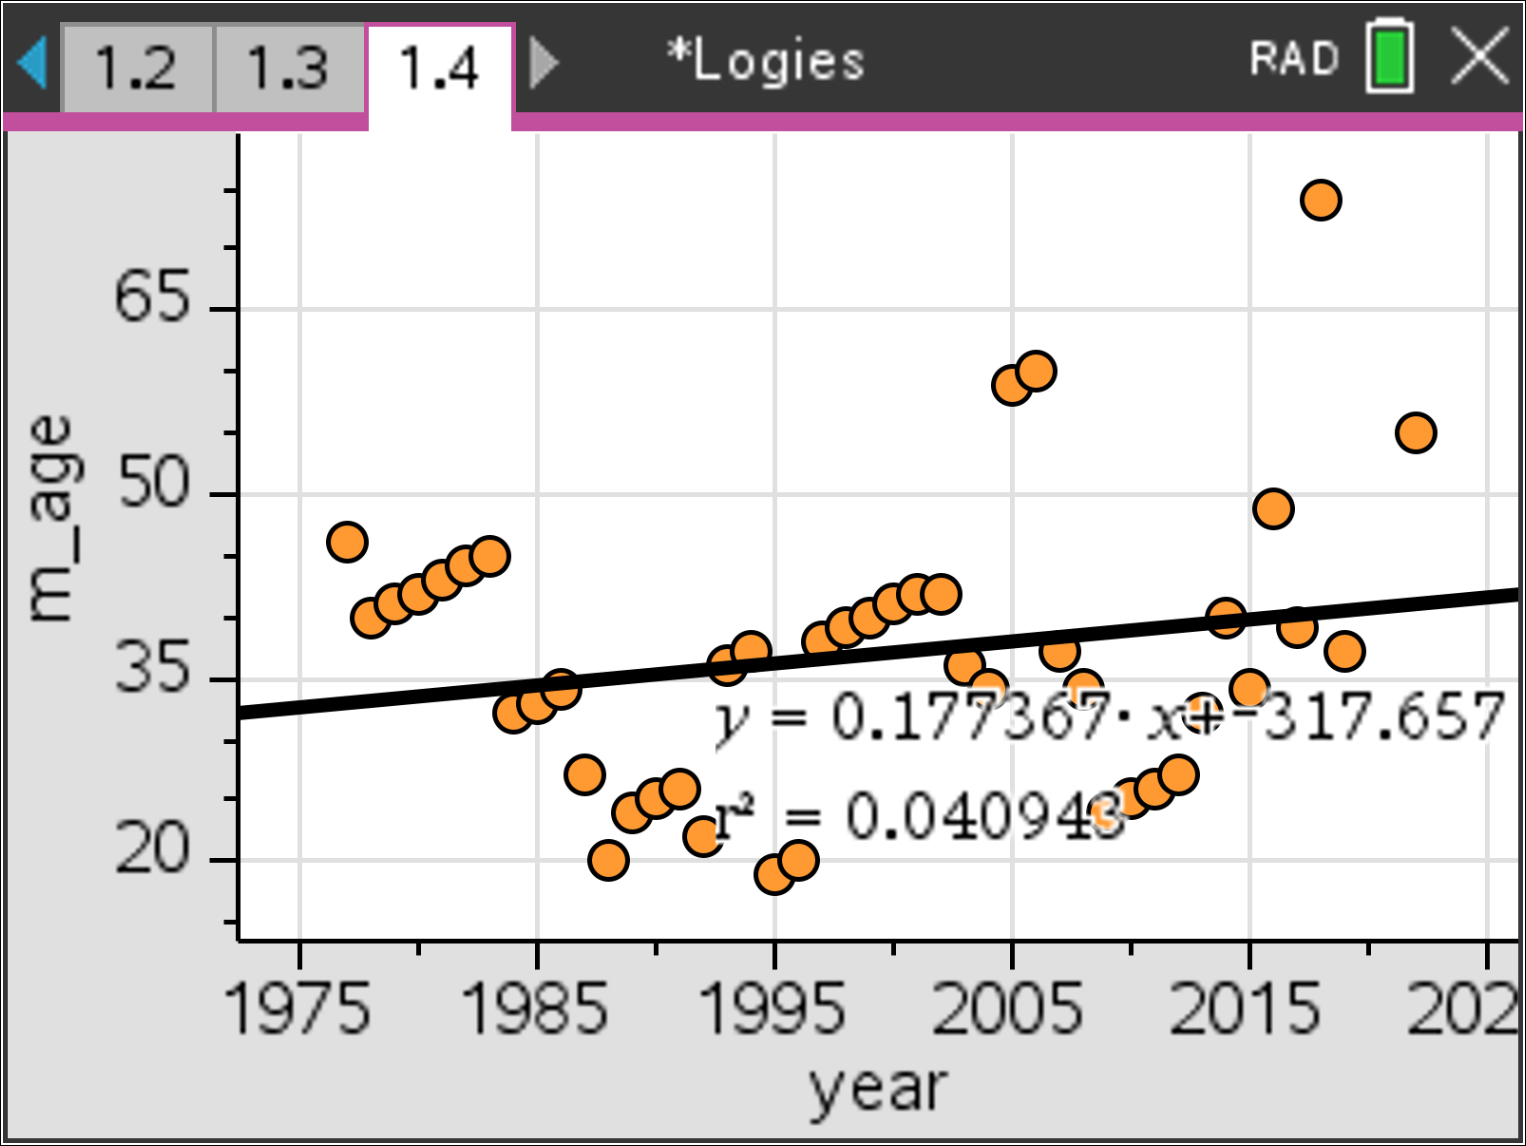 1.2 1.3 1.4 *Logies RAD
65
50
35
20
m_age
y = 0.177367· x+-317.657
r² = 0.040943
1975 1985 1995 2005 2015 202
year